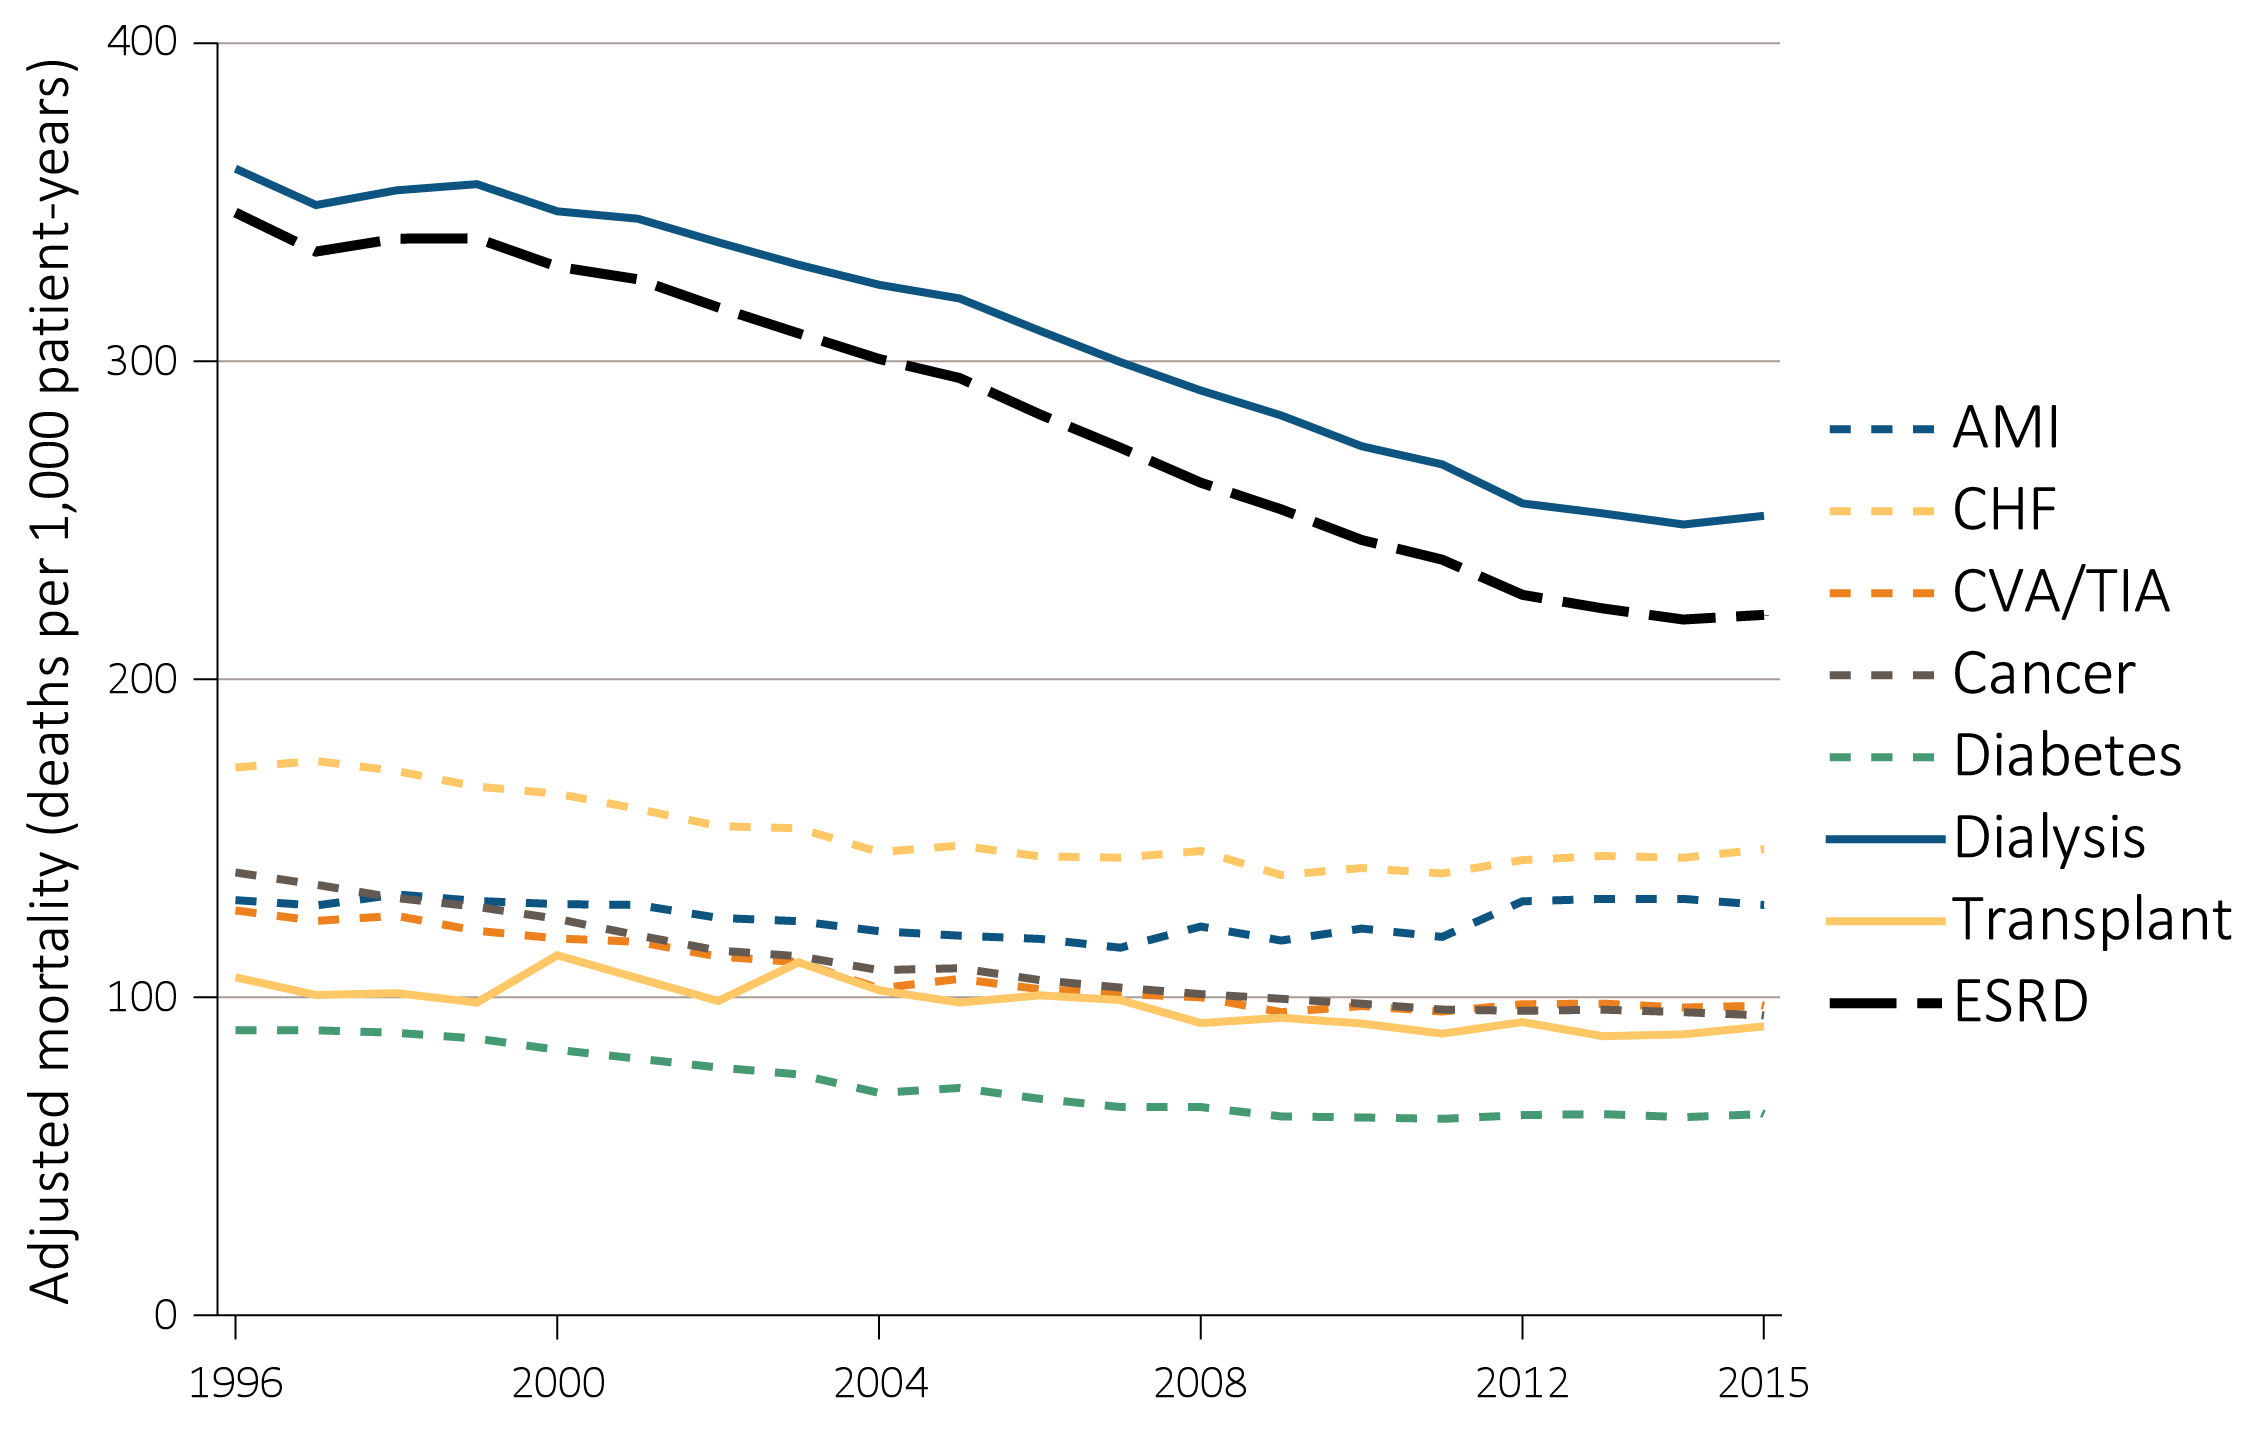 Adjusted mortality (deaths per 1,000 patient-years)
400
300
200
100
0
1996
2000
2004
2008
2012
2015
AMI
CHF
CVA/TIA
Cancer
Diabetes
Dialysis
Transplant
ESRD